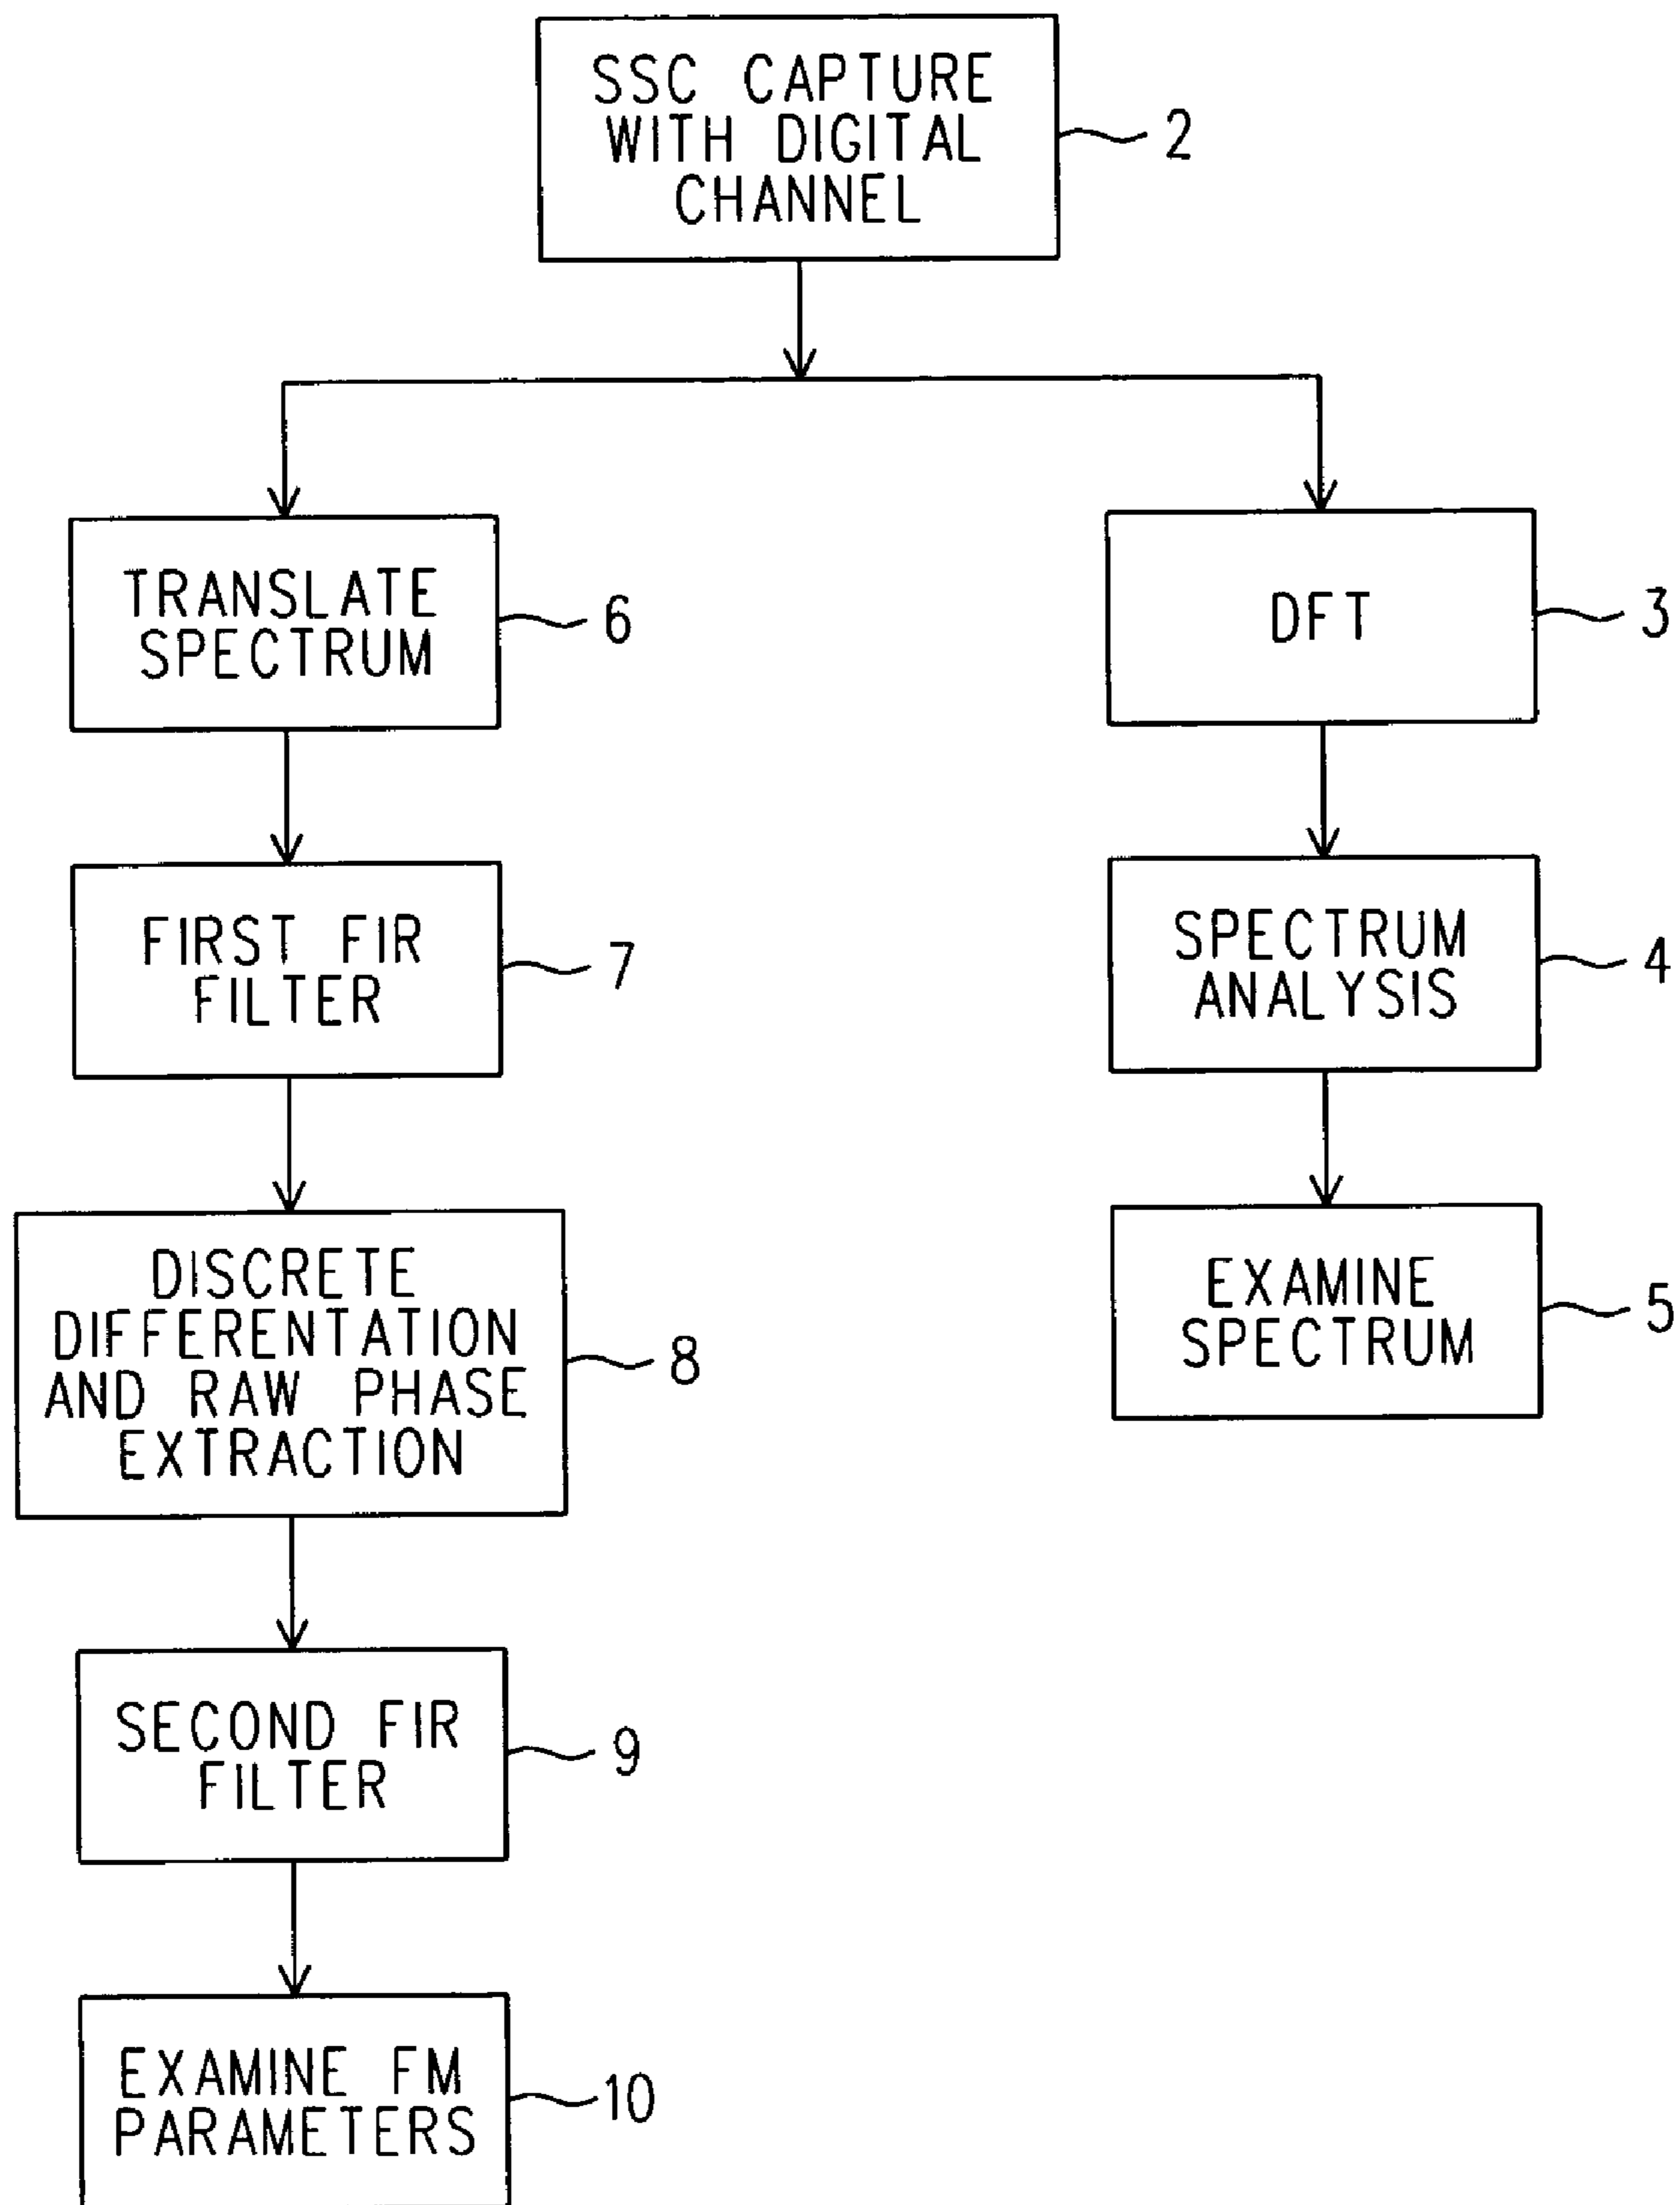 SSC CAPTURE
WITH DIGITAL
CHANNEL
2
TRANSLATE
SPECTRUM
6
DFT
3
FIRST FIR
FILTER
7
SPECTRUM
ANALYSIS
4
DISCRETE
DIFFERENTATION
AND RAW PHASE
EXTRACTION
8
EXAMINE
SPECTRUM
5
SECOND FIR
FILTER
9
EXAMINE FM
PARAMETERS
10